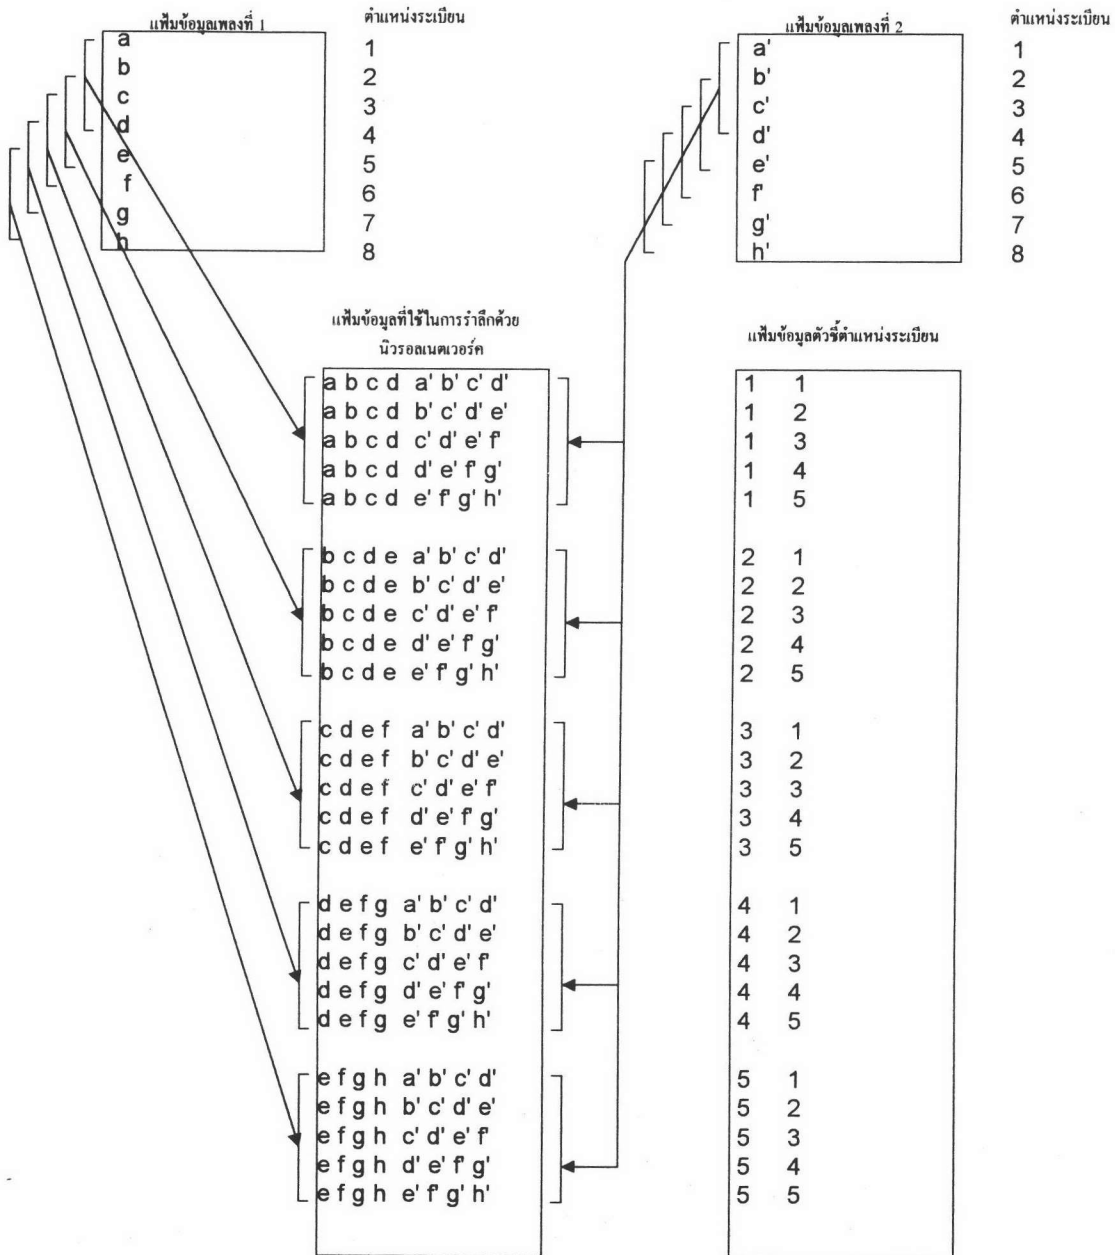 แฟ้มข้อมูลเพลงที่ 1
ตำแหน่งระเบียน
a 1
b 2
c 3
d 4
e 5
f 6
g 7
h 8
แฟ้มข้อมูลเพลงที่ 2
ตำแหน่งระเบียน
a' 1
b' 2
c' 3
d' 4
e' 5
f' 6
g' 7
h' 8
แฟ้มข้อมูลที่ใช้ในการรำลึกด้วย
นิวรอลเนตเวอร์ค
a b c d a' b' c' d'
a b c d b' c' d' e'
a b c d c' d' e' f'
a b c d d' e' f' g'
a b c d e' f' g' h'
b c d e a' b' c' d'
b c d e b' c' d' e'
b c d e c' d' e' f'
b c d e d' e' f' g'
b c d e e' f' g' h'
c d e f a' b' c' d'
c d e f b' c' d' e'
c d e f c' d' e' f'
c d e f d' e' f' g'
c d e f e' f' g' h'
d e f g a' b' c' d'
d e f g b' c' d' e'
d e f g c' d' e' f'
d e f g d' e' f' g'
d e f g e' f' g' h'
e f g h a' b' c' d'
e f g h b' c' d' e'
e f g h c' d' e' f'
e f g h d' e' f' g'
e f g h e' f' g' h'
แฟ้มข้อมูลตัวชี้ตำแหน่งระเบียน
1 1
1 2
1 3
1 4
1 5
2 1
2 2
2 3
2 4
2 5
3 1
3 2
3 3
3 4
3 5
4 1
4 2
4 3
4 4
4 5
5 1
5 2
5 3
5 4
5 5